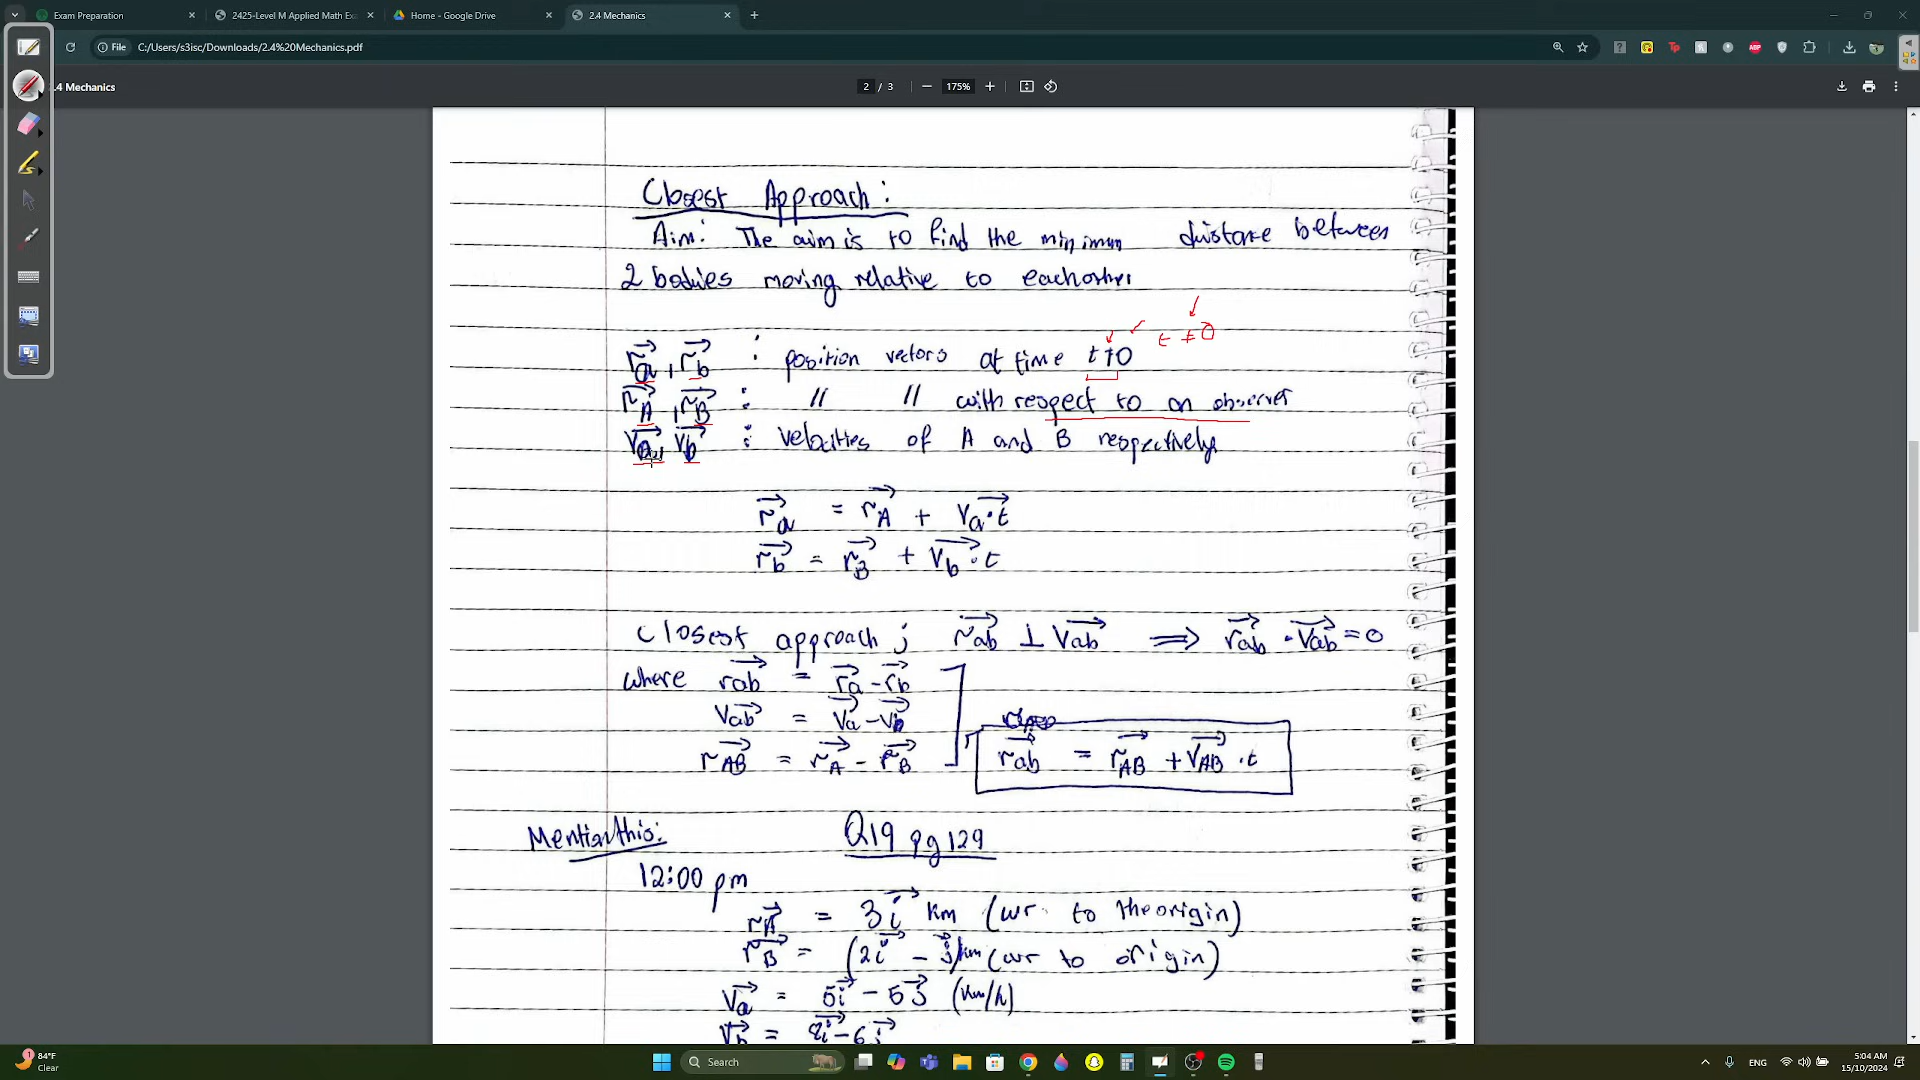 Exam Preparation
2425-Level M Applied Math Exa
Home - Google Drive
2.4 Mechanics
File
C:/Users/s3isc/Downloads/2.4%20Mechanics.pdf
.4 Mechanics
2 / 3
175%
Closest Approach:
Aim: The aim is to find the minimum distance between
2 bodies moving relative to eachother
t ≠ 0
ra, rb : position vectors at time t≠0
rA, rB : " " with respect to an observer
Va, Vb : velocities of A and B respectively.
ra = rA + Va·t
rb = rB + Vb·t
Closest approach; rab ⊥ Vab ⟹ rab·Vab = 0
where rab = ra - rb
Vab = Va - Vb
rAB = rA - rB
rab = rAB + VAB·t
Mention this: Q19 pg 129
12:00 pm
rA = 3i km (wr. to the origin)
rB = (2i - j) km (wr to origin)
Va = 5i - 5j (km/h)
Vb = i - 6j
84°F
Clear
Search
ENG
5:04 AM
15/10/2024